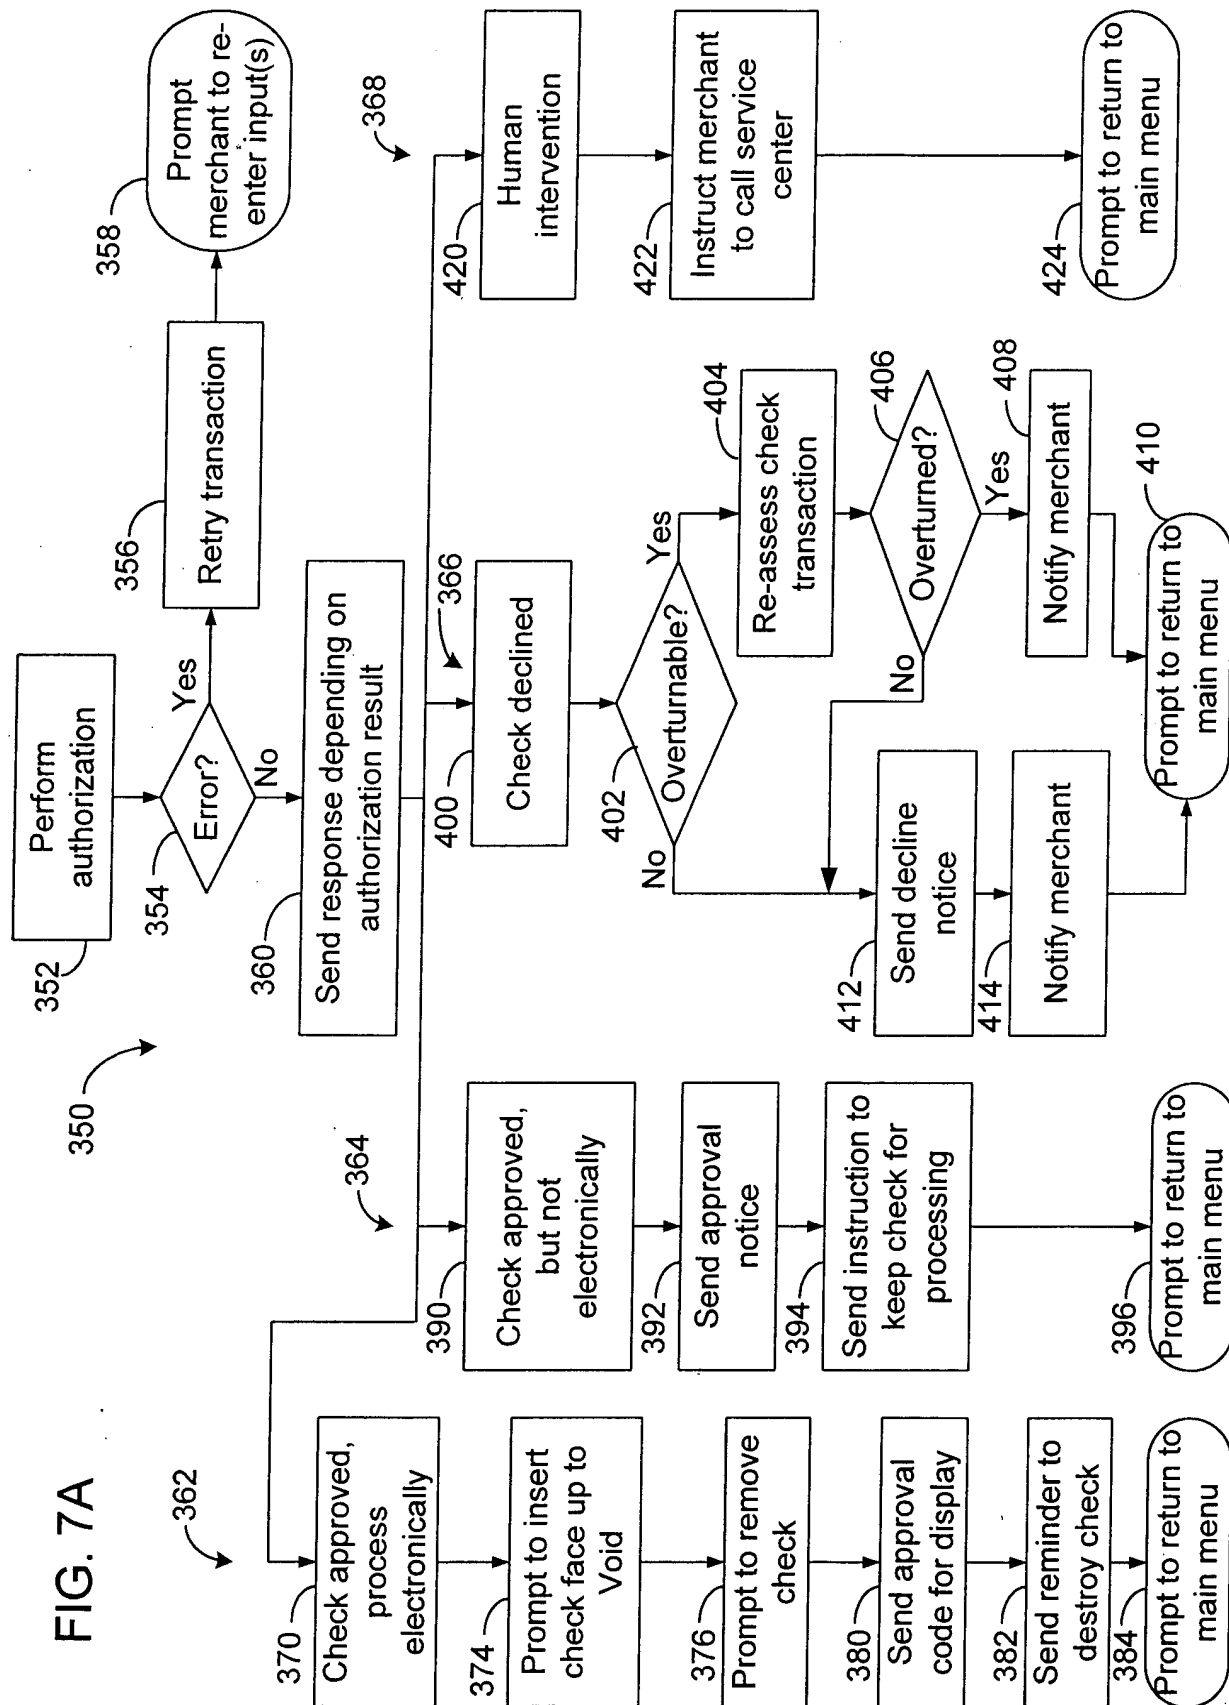 FIG. 7A
350
352
Perform
authorization
354
Error?
Yes
No
356
Retry transaction
358
Prompt
merchant to re-
enter input(s)
360
Send response depending on
authorization result
362
370
Check approved,
process
electronically
374
Prompt to insert
check face up to
Void
376
Prompt to remove
check
380
Send approval
code for display
382
Send reminder to
destroy check
384
Prompt to return to
main menu
364
390
Check approved,
but not
electronically
392
Send approval
notice
394
Send instruction to
keep check for
processing
396
Prompt to return to
main menu
366
400
Check declined
402
Overturnable?
No
Yes
404
Re-assess check
transaction
406
Overturned?
No
Yes
408
Notify merchant
410
Prompt to return to
main menu
412
Send decline
notice
414
Notify merchant
368
420
Human
intervention
422
Instruct merchant
to call service
center
424
Prompt to return to
main menu